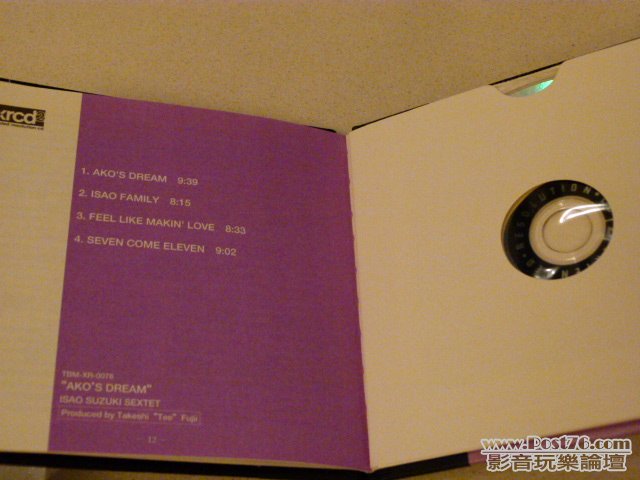 xrcd2
1. AKO'S DREAM 9:39
2. ISAO FAMILY 8:15
3. FEEL LIKE MAKIN' LOVE 8:33
4. SEVEN COME ELEVEN 9:02
TBM-XR-0076
"AKO'S DREAM"
ISAO SUZUKI SEXTET
Produced by Takeshi "Tee" Fujii
- 12 -
RESOLUTION
www.Post76.com
影音玩樂論壇